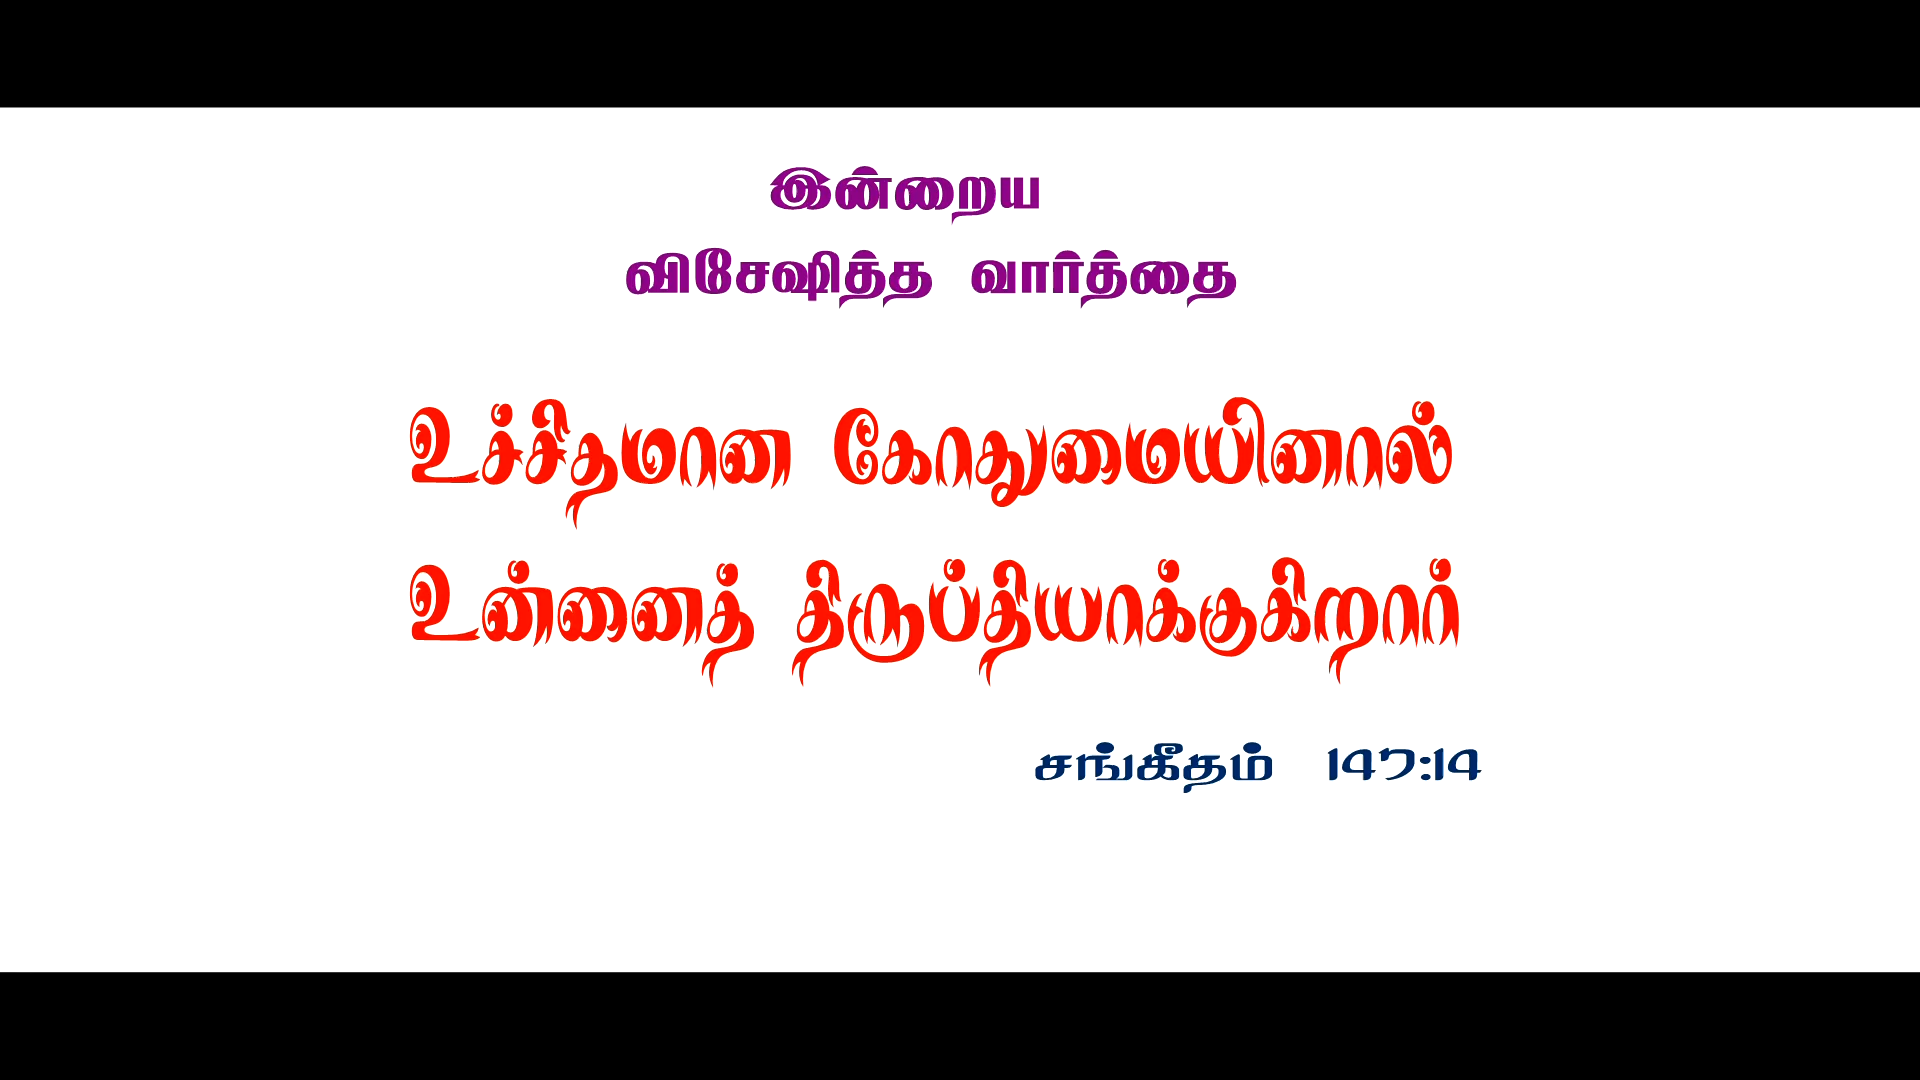 இன்றைய
விசேஷித்த வார்த்தை
உச்சிதமான கோதுமையினால்
உன்னைத் திருப்தியாக்குகிறார்
சங்கீதம் 147:14